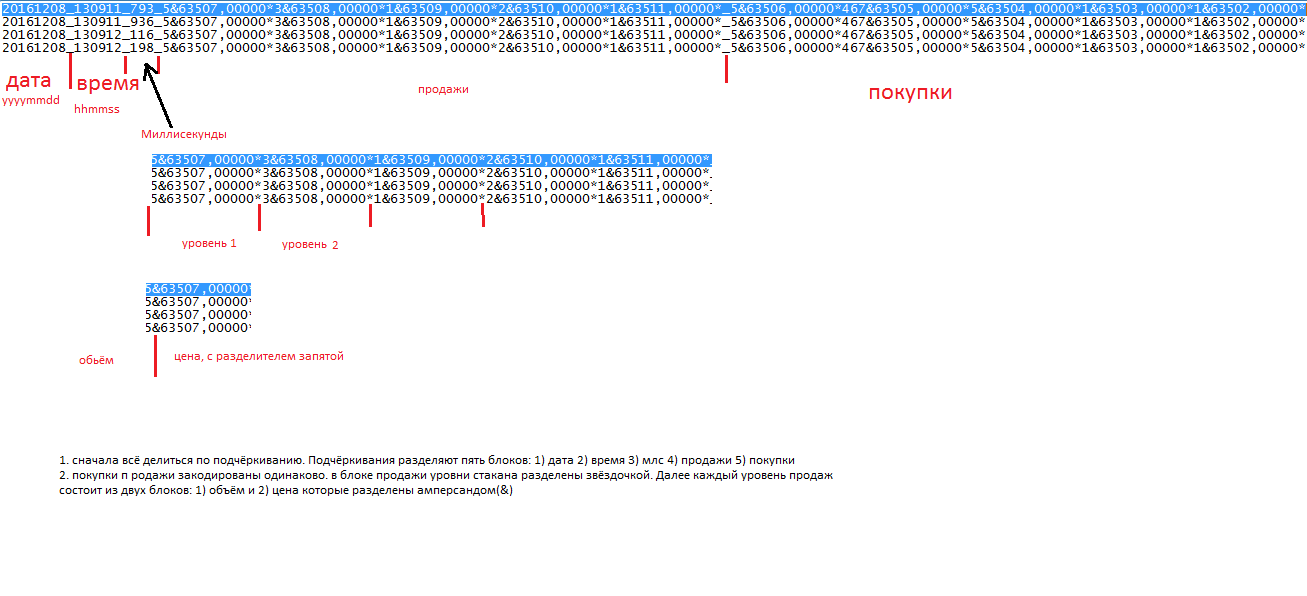 20161208_130911_793_5&63507,00000*3&63508,00000*1&63509,00000*2&63510,00000*1&63511,00000*_5&63506,00000*467&63505,00000*5&63504,00000*1&63503,00000*1&63502,00000*
20161208_130911_936_5&63507,00000*3&63508,00000*1&63509,00000*2&63510,00000*1&63511,00000*_5&63506,00000*467&63505,00000*5&63504,00000*1&63503,00000*1&63502,00000*
20161208_130912_116_5&63507,00000*3&63508,00000*1&63509,00000*2&63510,00000*1&63511,00000*_5&63506,00000*467&63505,00000*5&63504,00000*1&63503,00000*1&63502,00000*
20161208_130912_198_5&63507,00000*3&63508,00000*1&63509,00000*2&63510,00000*1&63511,00000*_5&63506,00000*467&63505,00000*5&63504,00000*1&63503,00000*1&63502,00000*
дата время продажи покупки
yyyymmdd hhmmss
Миллисекунды
5&63507,00000*3&63508,00000*1&63509,00000*2&63510,00000*1&63511,00000*_
5&63507,00000*3&63508,00000*1&63509,00000*2&63510,00000*1&63511,00000*_
5&63507,00000*3&63508,00000*1&63509,00000*2&63510,00000*1&63511,00000*_
5&63507,00000*3&63508,00000*1&63509,00000*2&63510,00000*1&63511,00000*_
уровень 1 уровень 2
5&63507,00000*
5&63507,00000*
5&63507,00000*
5&63507,00000*
обьём цена, с разделителем запятой
1. сначала всё делиться по подчёркиванию. Подчёркивания разделяют пять блоков: 1) дата 2) время 3) млс 4) продажи 5) покупки
2. покупки п родажи закодированы одинаково. в блоке продажи уровни стакана разделены звёздочкой. Далее каждый уровень продаж
состоит из двух блоков: 1) объём и 2) цена которые разделены амперсандом(&)